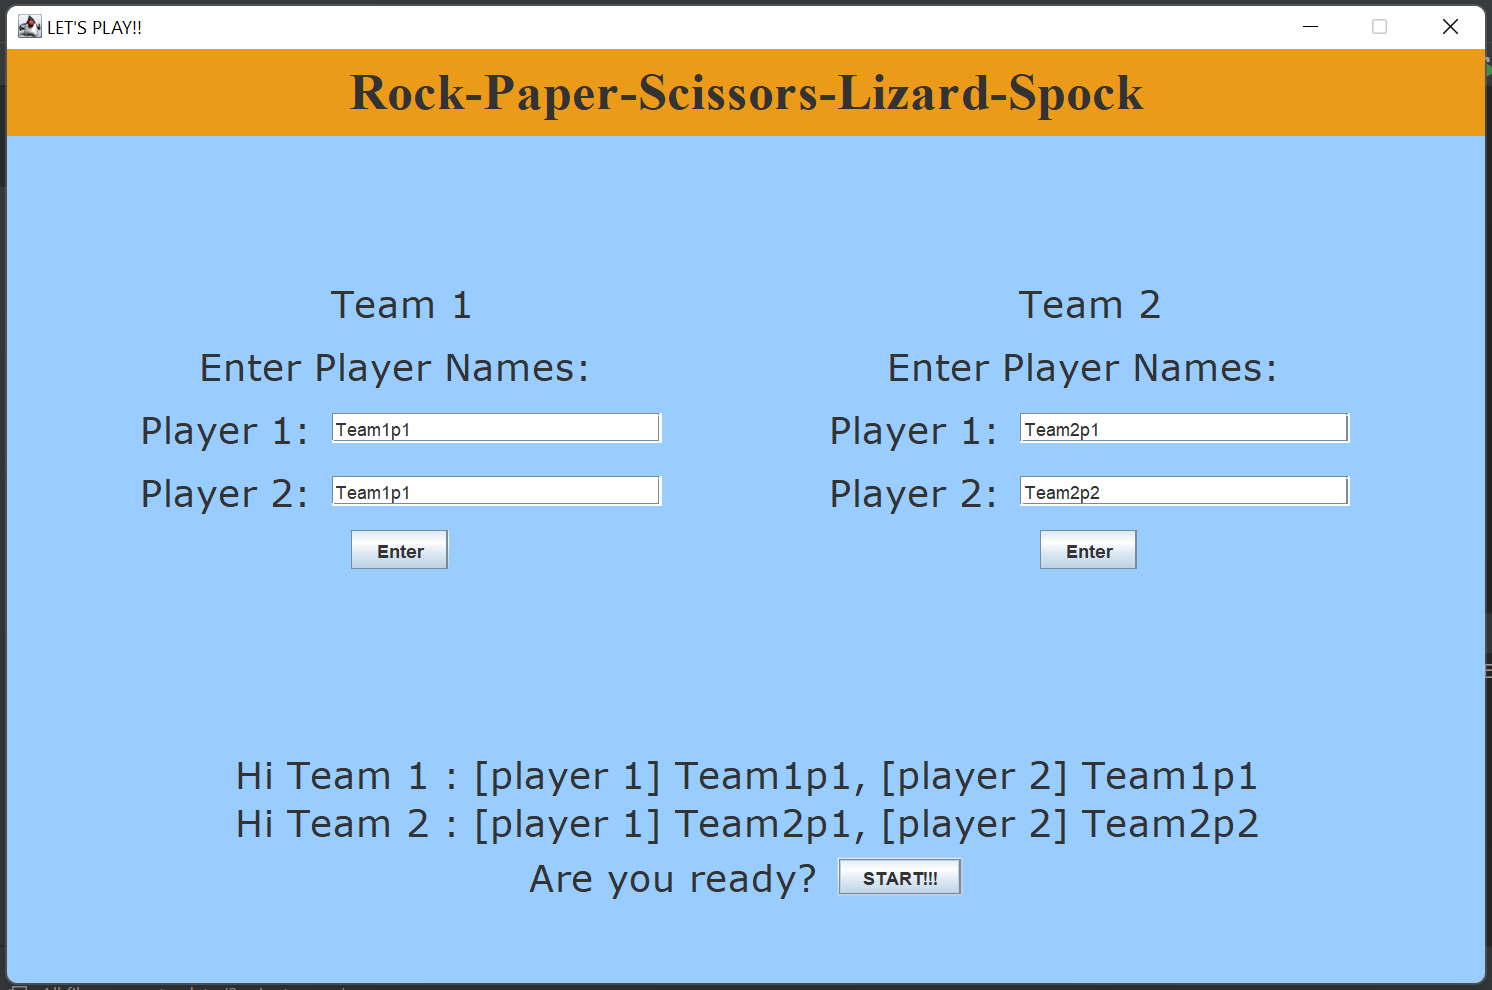 LET'S PLAY!!
Rock-Paper-Scissors-Lizard-Spock
Team 1
Enter Player Names:
Player 1: Team1p1
Player 2: Team1p1
Enter
Team 2
Enter Player Names:
Player 1: Team2p1
Player 2: Team2p2
Enter
Hi Team 1 : [player 1] Team1p1, [player 2] Team1p1
Hi Team 2 : [player 1] Team2p1, [player 2] Team2p2
Are you ready? START!!!